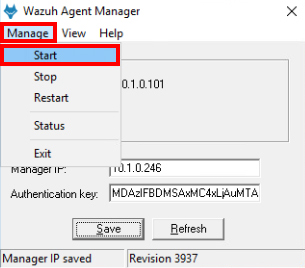 Wazuh Agent Manager
Manage View Help
Start
Stop
Restart
Status
Exit
0.1.0.101
Manager IP: 10.1.0.246
Authentication key: MDAzIFBDMSAxMC4xLjAuMTA
Save Refresh
Manager IP saved Revision 3937